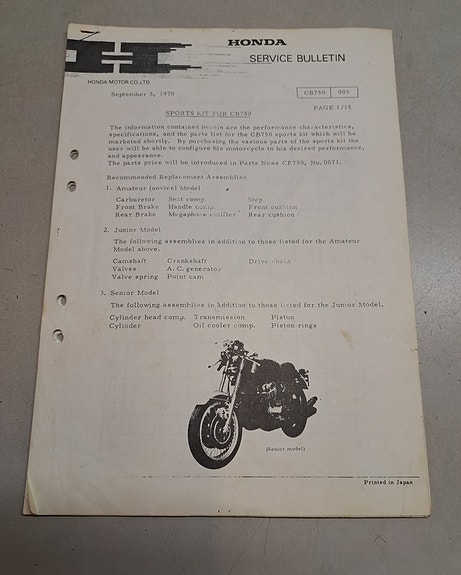 HONDA
SERVICE BULLETIN
HONDA MOTOR CO. LTD
September 5, 1970
CB750 003
PAGE 1/15
SPORTS KIT FOR CB750
The information contained herein are the performance characteristics,
specifications, and the parts list for the CB750 sports kit which will be
marketed shortly. By purchasing the various parts of the sports kit the
user will be able to configure his motorcycle to his desired performance,
and appearance.
The parts price will be introduced in Parts News CB750, No. 0071.
Recommended Replacement Assemblies
1. Amateur (novice) Model
Carburetor Seat comp. Step
Front Brake Handle comp. Front cushion
Rear Brake Megaphone muffler Rear cushion
2. Junior Model
The following assemblies in addition to those listed for the Amateur
Model above.
Camshaft Crankshaft Drive chain
Valves A.C. generator
Valve spring Point cam
3. Senior Model
The following assemblies in addition to those listed for the Junior Model.
Cylinder head comp. Transmission Piston
Cylinder Oil cooler comp. Piston rings
(Senior model)
Printed in Japan